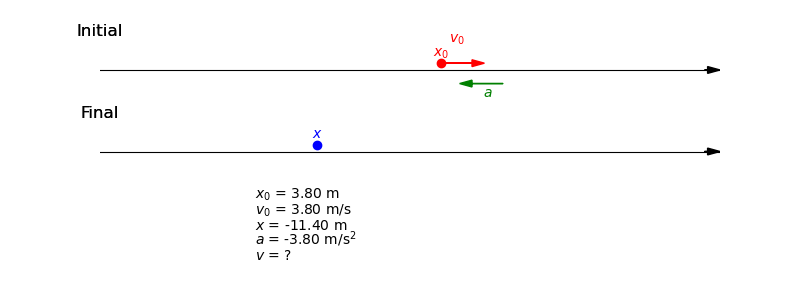 Initial
v₀
x₀
a
Final
x
x₀ = 3.80 m
v₀ = 3.80 m/s
x = -11.40 m
a = -3.80 m/s²
v = ?